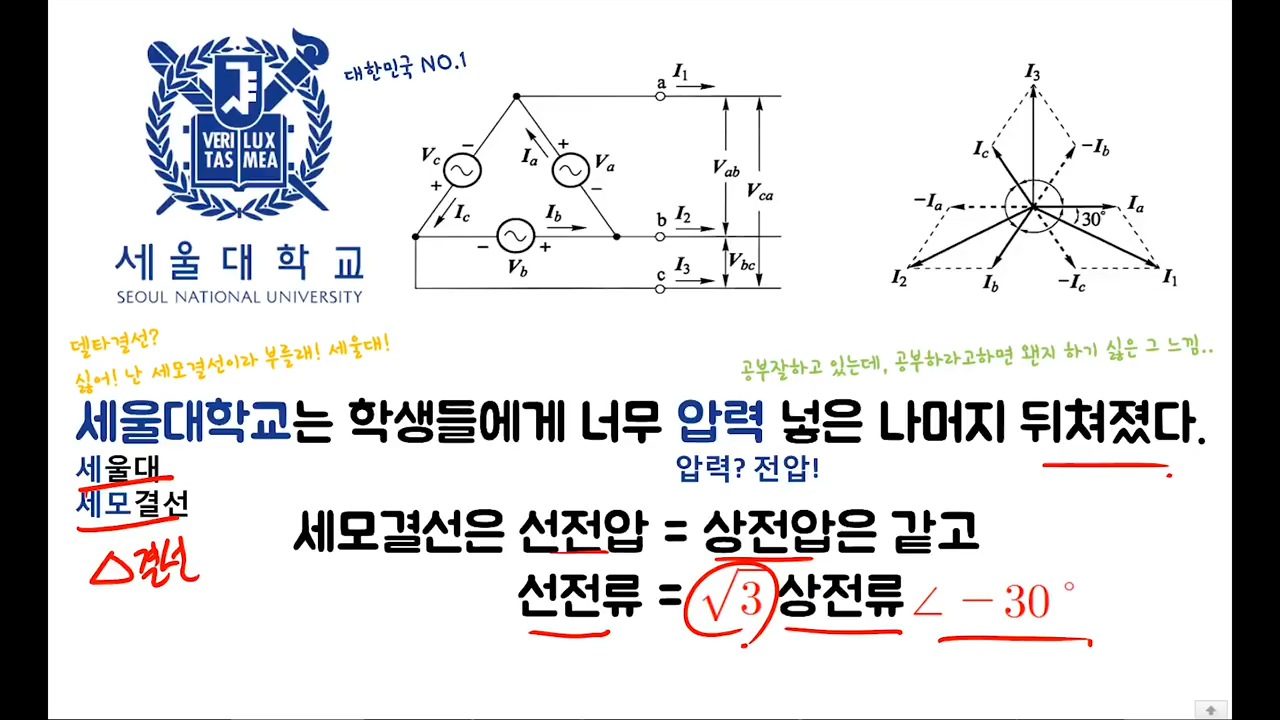 대한민국 NO.1
VERI LUX
TAS MEA
세울대학교
SEOUL NATIONAL UNIVERSITY
a I₁
Vc − + Ia + Va −
+ Ic Ib
Vab Vca
b I₂
− + Vb
Vbc
c I₃
I₃
Ic −Ib
−Ia Ia
30°
I₂ Ib −Ic I₁
델타결선?
싫어! 난 세모결선이라 부를래! 세울대!
공부잘하고 있는데, 공부하라고하면 왠지 하기 싫은 그 느낌..
세울대학교는 학생들에게 너무 압력 넣은 나머지 뒤쳐졌다.
세울대 압력? 전압!
세모결선
세모결선은 선전압 = 상전압은 같고
△결선
선전류 = √3 상전류 ∠ − 30°